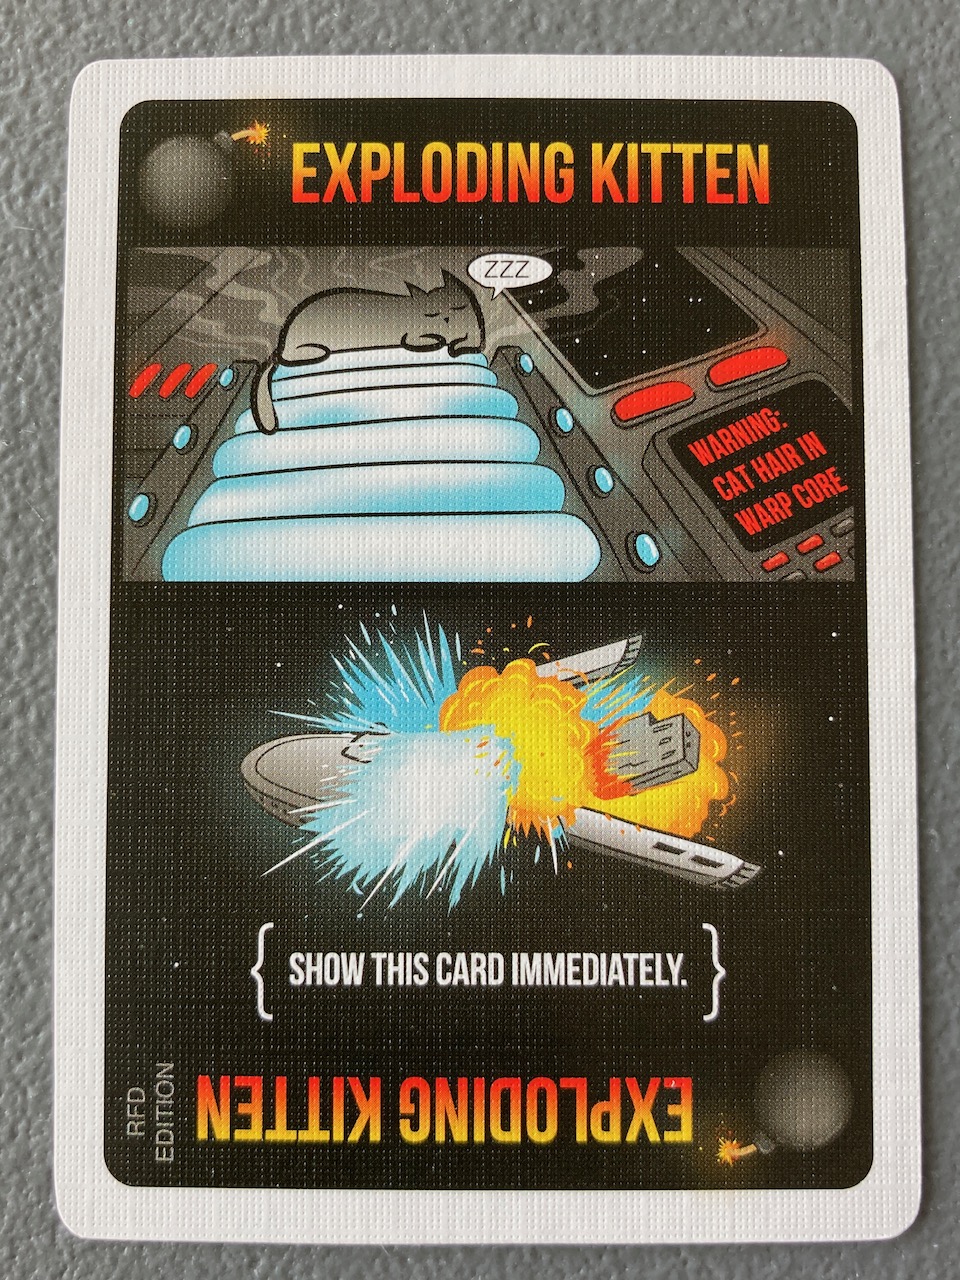 EXPLODING KITTEN
ZZZ
WARNING:
CAT HAIR IN
WARP CORE
{ SHOW THIS CARD IMMEDIATELY. }
RFD
EDITION
EXPLODING KITTEN